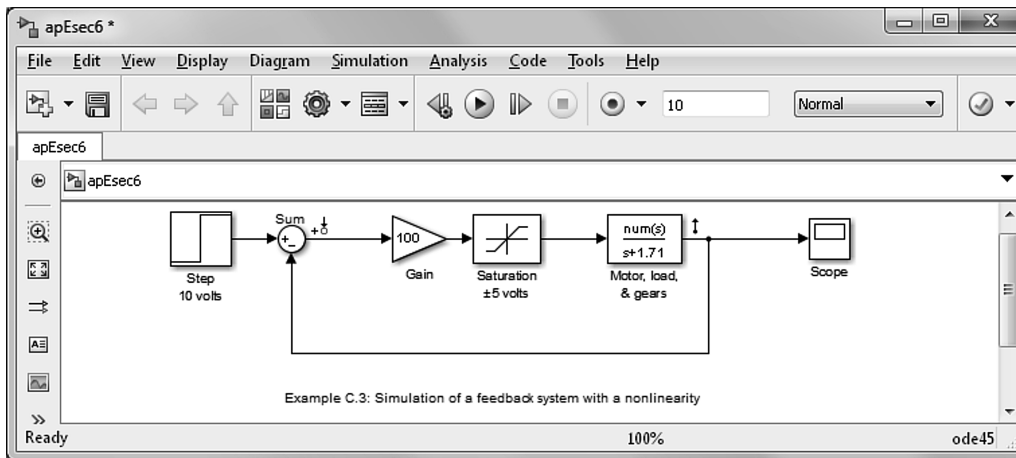 apEsec6 *
File Edit View Display Diagram Simulation Analysis Code Tools Help
10 Normal
apEsec6
apEsec6
Sum
+
+
-
100
num(s)
s+1.71
Step
10 volts
Gain
Saturation
±5 volts
Motor, load,
& gears
Scope
Example C.3: Simulation of a feedback system with a nonlinearity
Ready 100% ode45